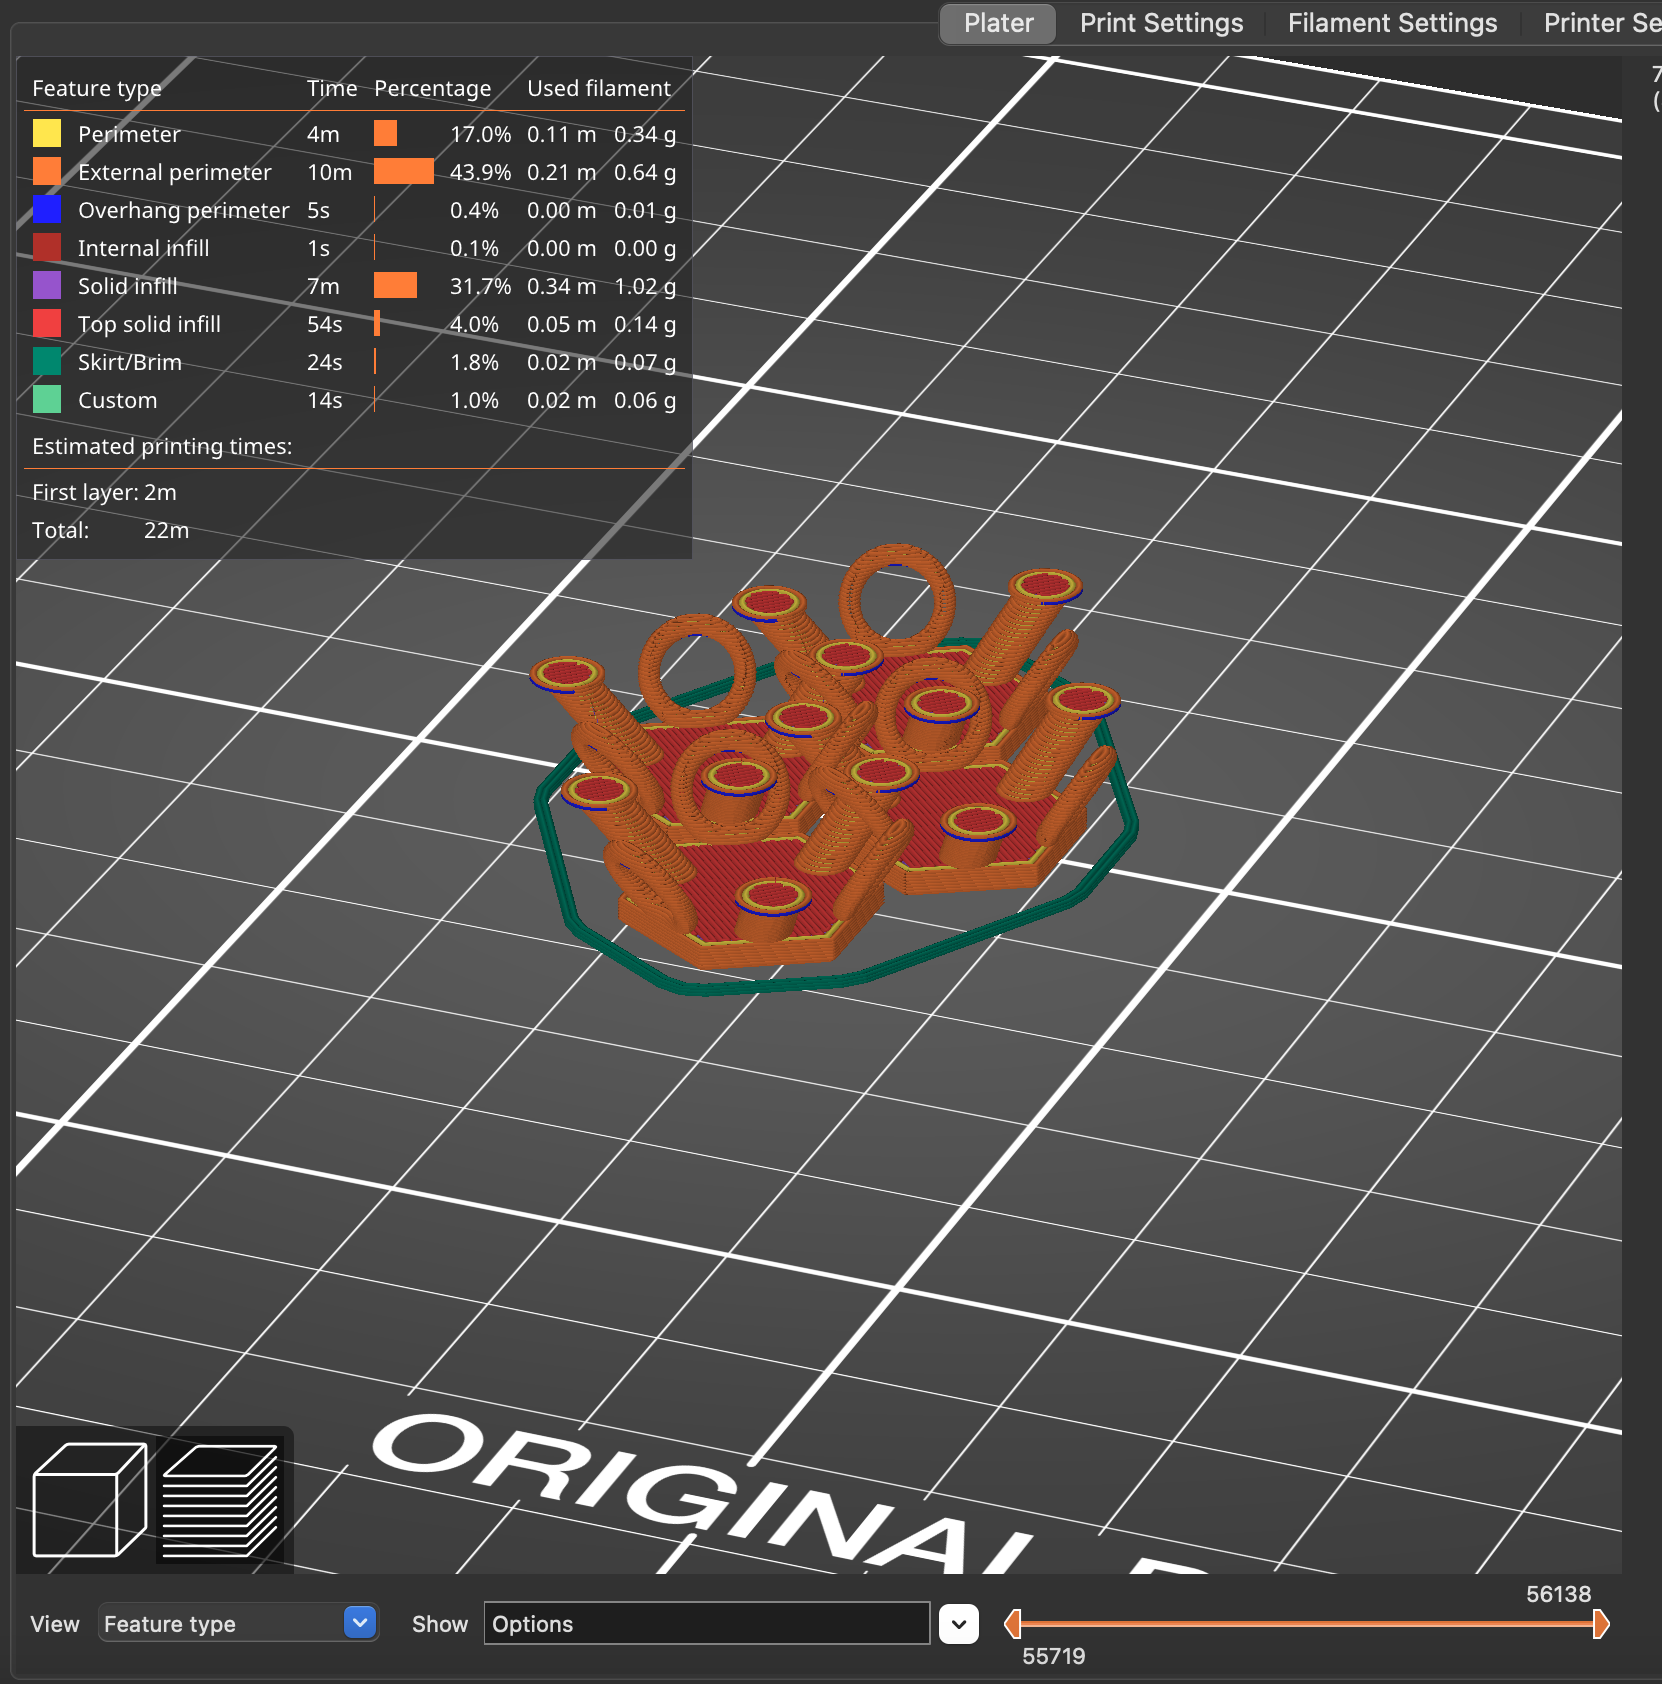 Plater Print Settings Filament Settings Printer Se
Feature type Time Percentage Used filament
Perimeter 4m 17.0% 0.11 m 0.34 g
External perimeter 10m 43.9% 0.21 m 0.64 g
Overhang perimeter 5s 0.4% 0.00 m 0.01 g
Internal infill 1s 0.1% 0.00 m 0.00 g
Solid infill 7m 31.7% 0.34 m 1.02 g
Top solid infill 54s 4.0% 0.05 m 0.14 g
Skirt/Brim 24s 1.8% 0.02 m 0.07 g
Custom 14s 1.0% 0.02 m 0.06 g
Estimated printing times:
First layer: 2m
Total: 22m
ORIGINAL
56138
View Feature type Show Options
55719